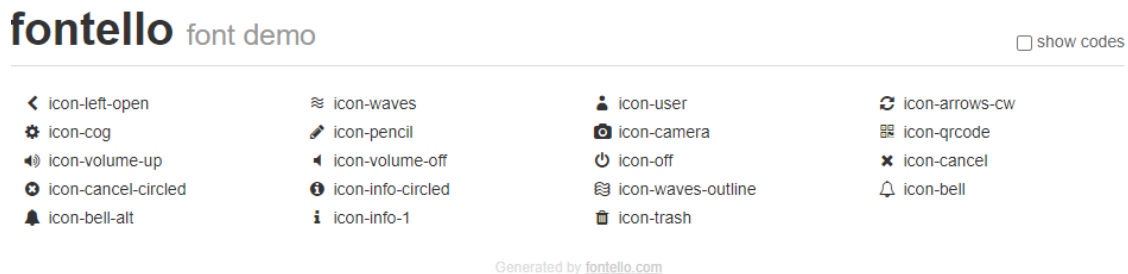 fontello font demo
show codes
icon-left-open icon-waves icon-user icon-arrows-cw
icon-cog icon-pencil icon-camera icon-qrcode
icon-volume-up icon-volume-off icon-off icon-cancel
icon-cancel-circled icon-info-circled icon-waves-outline icon-bell
icon-bell-alt icon-info-1 icon-trash
Generated by fontello.com